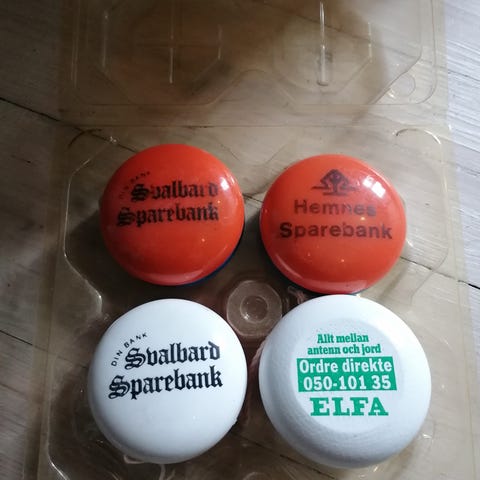 DIN BANK
Svalbard
Sparebank
Hemnes
Sparebank
DIN BANK
Svalbard
Sparebank
Allt mellan
antenn och jord
Ordre direkte
050-101 35
ELFA